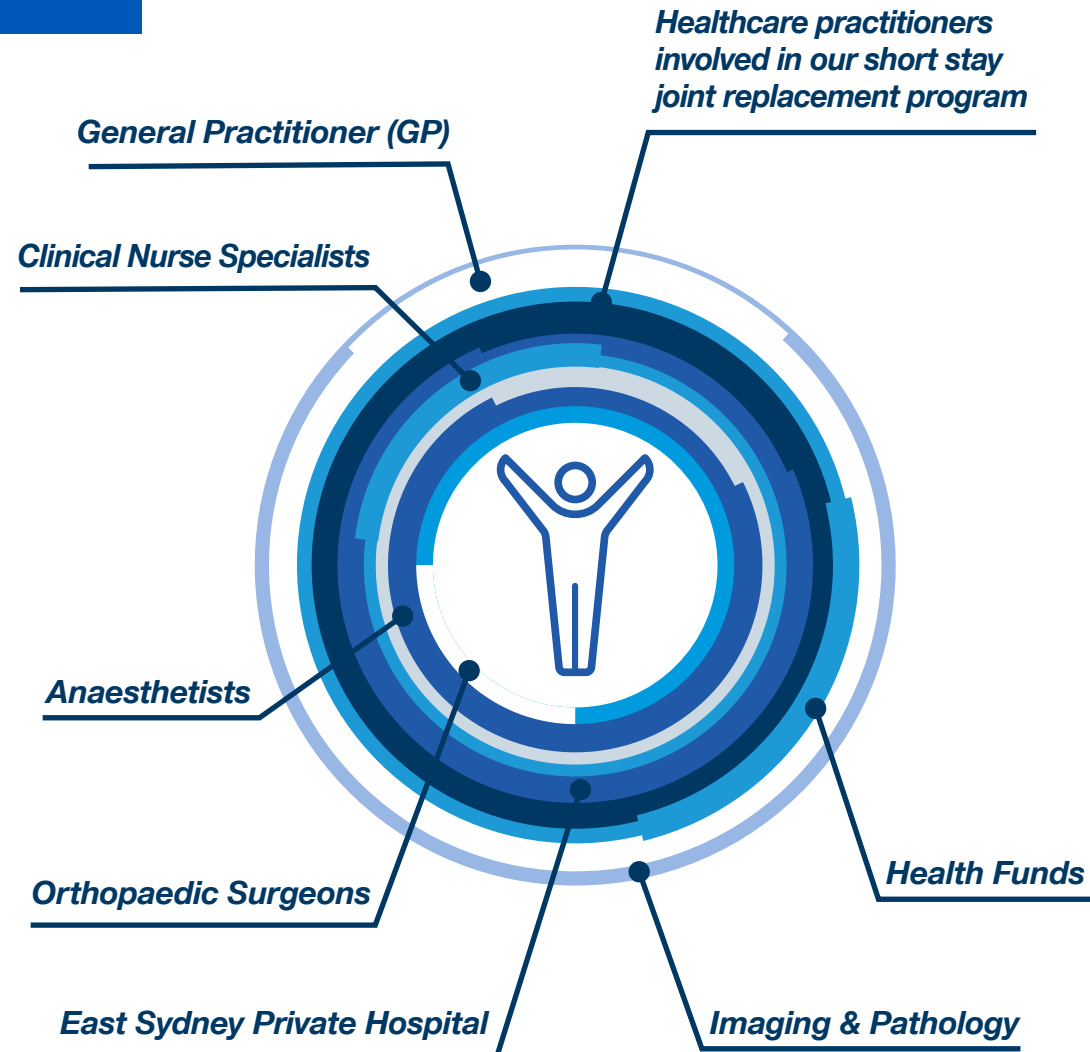 Healthcare practitioners
involved in our short stay
joint replacement program
General Practitioner (GP)
Clinical Nurse Specialists
Anaesthetists
Orthopaedic Surgeons
Health Funds
East Sydney Private Hospital
Imaging & Pathology